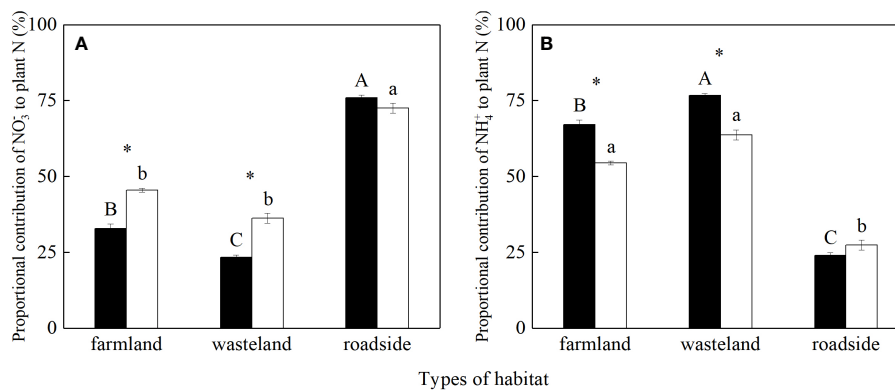 Proportional contribution of NO₃⁻ to plant N (%)
100
75
50
25
0
A
*
B
b
*
C
b
A
a
farmland
wasteland
roadside
Proportional contribution of NH₄⁺ to plant N (%)
100
75
50
25
0
B
*
B
a
*
A
a
C
b
farmland
wasteland
roadside
Types of habitat